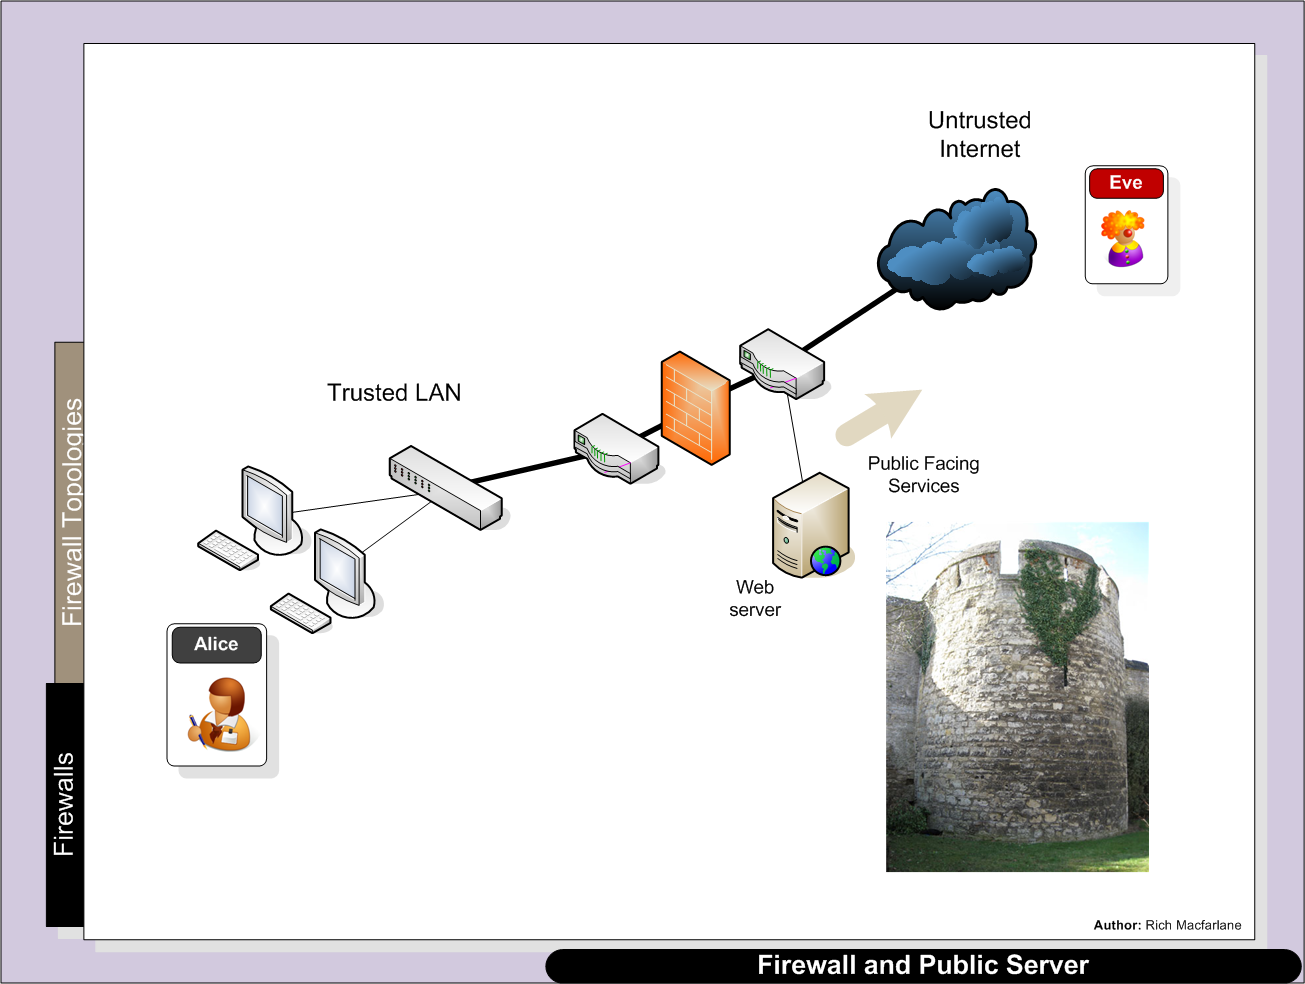 Untrusted
Internet
Eve
Trusted LAN
Public Facing
Services
Web
server
Alice
Firewall Topologies
Firewalls
Author: Rich Macfarlane
Firewall and Public Server